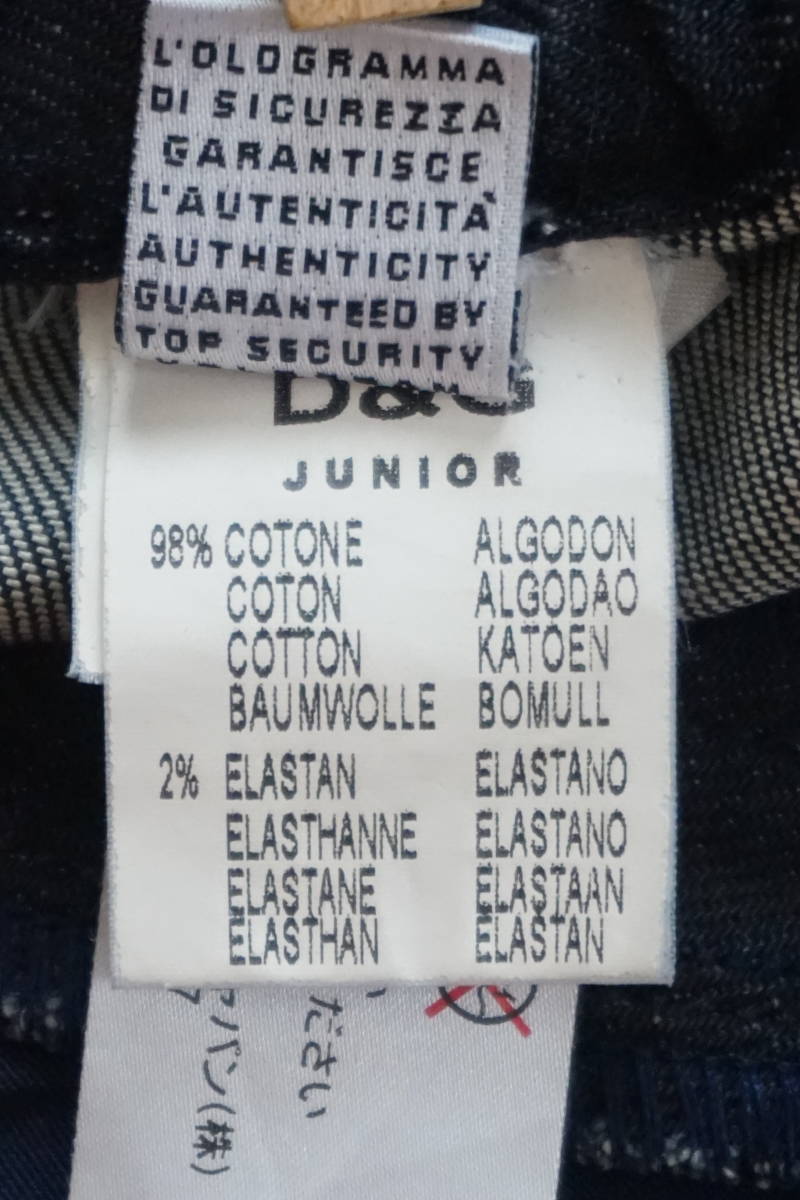 L'OLOGRAMMA
DI SICUREZZA
GARANTISCE
L'AUTENTICITÀ
AUTHENTICITY
GUARANTEED BY
TOP SECURITY
D&G
JUNIOR
98% COTONE ALGODON
COTON ALGODAO
COTTON KATOEN
BAUMWOLLE BOMULL
2% ELASTAN ELASTANO
ELASTHANNE ELASTANO
ELASTANE ELASTAAN
ELASTHAN ELASTAN
ださい
パン(株)